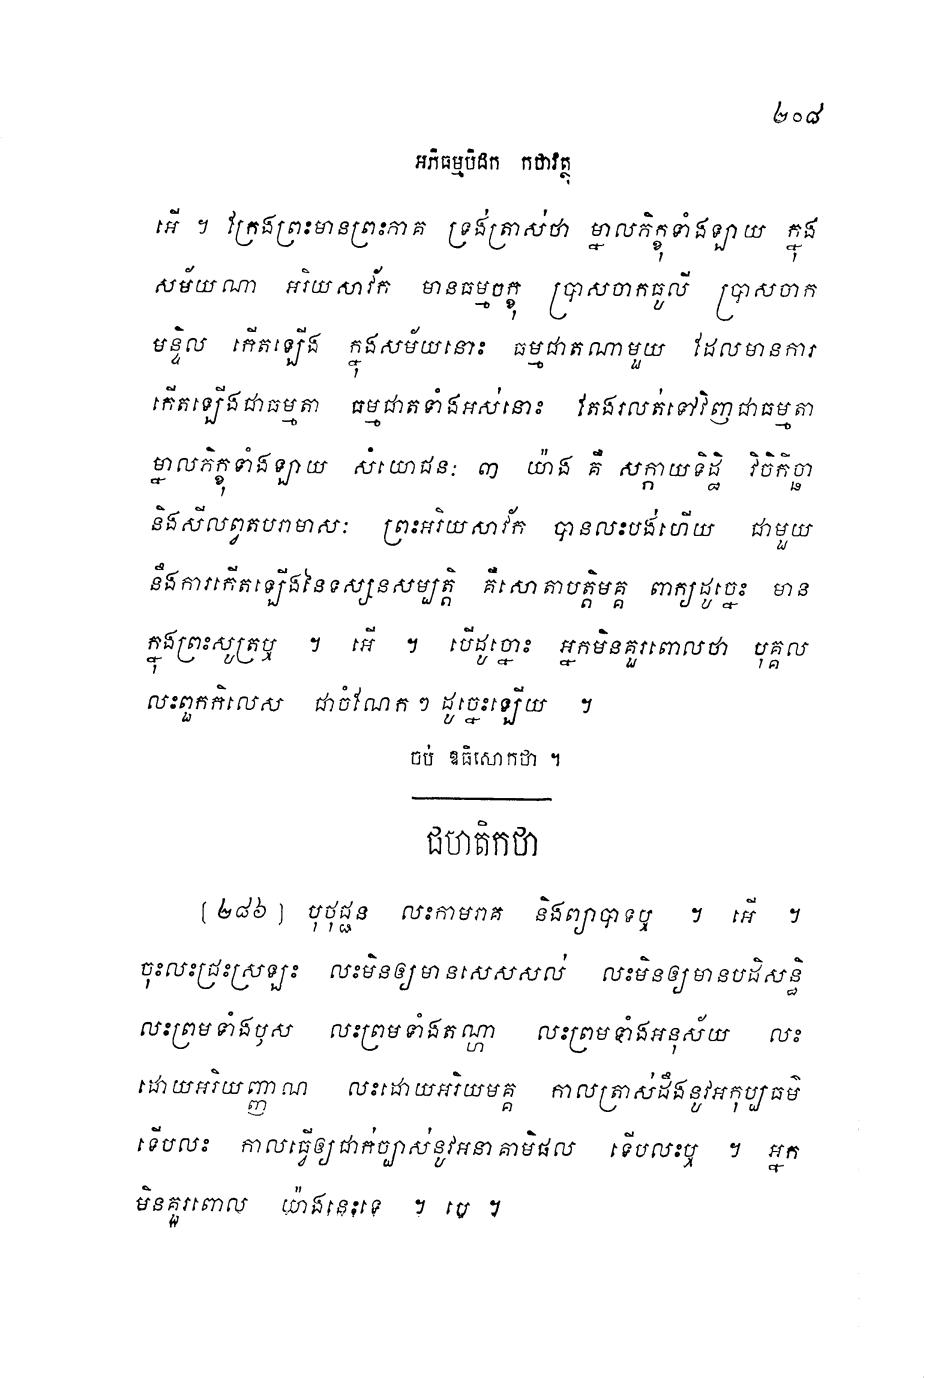 ២០៨
អភិធម្មបិដក កថាវត្ថុ
អើ ។ ក្រែងព្រះមានព្រះភាគ ទ្រង់ត្រាស់ថា ម្នាលភិក្ខុទាំងឡាយ ក្នុង
សម័យណា អរិយសាវ័ក មានធម្មចក្ខុ ប្រាសចាកធូលី ប្រាសចាក
មន្ទិល កើតឡើង ក្នុងសម័យនោះ ធម្មជាតណាមួយ ដែលមានការ
កើតឡើងជាធម្មតា ធម្មជាតទាំងអស់នោះ តែងរលត់ទៅវិញជាធម្មតា
ម្នាលភិក្ខុទាំងឡាយ សំយោជនៈ ៣ យ៉ាង គឺ សក្កាយទិដ្ឋិ វិចិកិច្ឆា
និងសីលព្វតបរាមាសៈ ព្រះអរិយសាវ័ក បានលះបង់ហើយ ជាមួយ
នឹងការកើតឡើងនៃទស្សនសម្បត្តិ គឺសោតាបត្តិមគ្គ ពាក្យដូច្នេះ មាន
ក្នុងព្រះសូត្រឬ ។ អើ ។ បើដូច្នោះ អ្នកមិនគួរពោលថា បុគ្គល
លះពួកកិលេស ជាចំណែក ៗ ដូច្នេះឡើយ ។
ចប់ ឱធិសោកថា ។
ជហតិកថា
(២៨៦) បុថុជ្ជន លះកាមរាគ និងព្យាបាទឬ ។ អើ ។
ចុះលះជ្រះស្រឡះ លះមិនឲ្យមានសេសសល់ លះមិនឲ្យមានបដិសន្ធិ
លះព្រមទាំងឫស លះព្រមទាំងតណ្ហា លះព្រមទាំងអនុស័យ លះ
ដោយអរិយញ្ញាណ លះដោយអរិយមគ្គ កាលត្រាស់ដឹងនូវអកុប្បធម៌
ទើបលះ កាលធ្វើឲ្យជាក់ច្បាស់នូវអនាគាមិផល ទើបលះឬ ។ អ្នក
មិនគួរពោល យ៉ាងនេះទេ ។ បេ ។